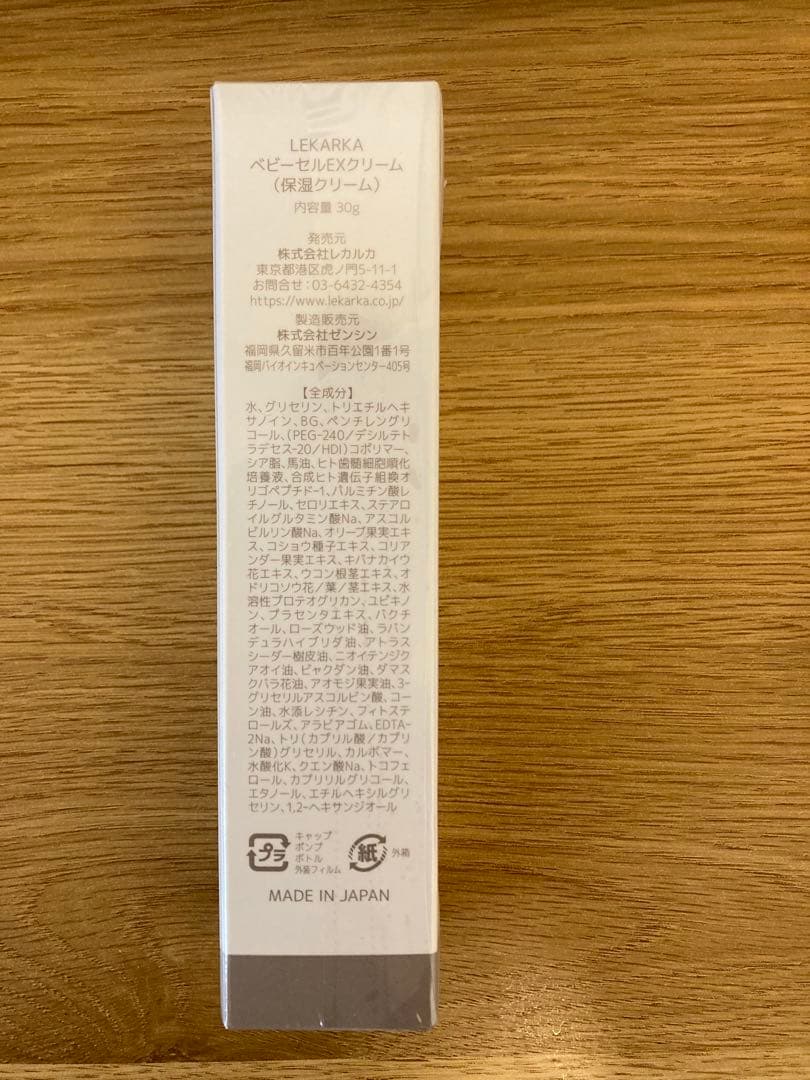 LEKARKA
ベビーセルEXクリーム
（保湿クリーム）
内容量 30g
発売元
株式会社レカルカ
東京都港区虎ノ門5-11-1
お問合せ：03-6432-4354
https://www.lekarka.co.jp/
製造販売元
株式会社ゼンシン
福岡県久留米市百年公園1番1号
福岡バイオインキュベーションセンター405号
【全成分】
水、グリセリン、トリエチルヘキ
サノイン、BG、ペンチレングリ
コール、(PEG-240／デシルテト
ラデセス-20／HDI)コポリマー、
シア脂、馬油、ヒト歯髄細胞順化
培養液、合成ヒト遺伝子組換オ
リゴペプチド-1、パルミチン酸レ
チノール、セロリエキス、ステアロ
イルグルタミン酸Na、アスコル
ビルリン酸Na、オリーブ果実エキ
ス、コショウ種子エキス、コリア
ンダー果実エキス、キバナカイウ
花エキス、ウコン根茎エキス、オ
ドリコソウ花／葉／茎エキス、水
溶性プロテオグリカン、ユビキノ
ン、プラセンタエキス、バクチ
オール、ローズウッド油、ラバン
デュラハイブリダ油、アトラス
シーダー樹皮油、ニオイテンジク
アオイ油、ビャクダン油、ダマス
クバラ花油、アオモジ果実油、3-
グリセリルアスコルビン酸、コー
ン油、水添レシチン、フィトステ
ロールズ、アラビアゴム、EDTA-
2Na、トリ（カプリル酸／カプリ
ン酸）グリセリル、カルボマー、
水酸化K、クエン酸Na、トコフェ
ロール、カプリリルグリコール、
エタノール、エチルヘキシルグリ
セリン、1,2-ヘキサンジオール
プラ
キャップ
ポンプ
ボトル
外装フィルム
紙
外箱
MADE IN JAPAN